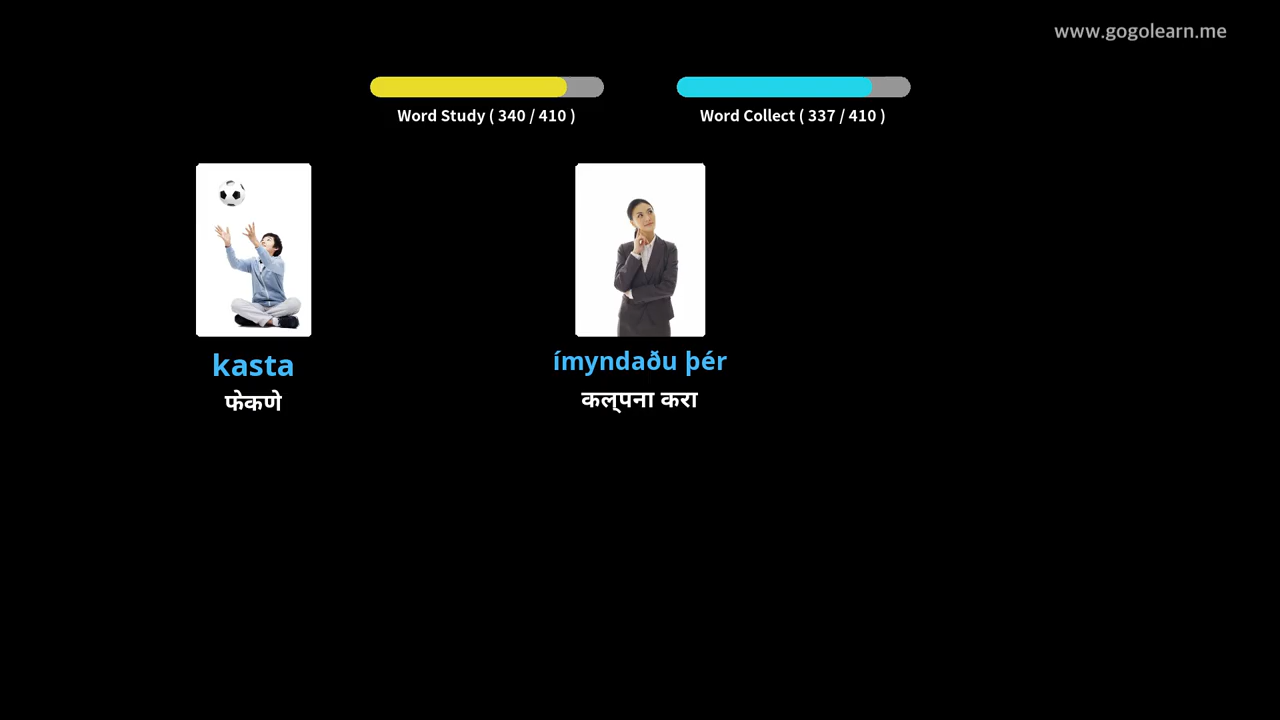 www.gogolearn.me
Word Study ( 340 / 410 )
Word Collect ( 337 / 410 )
kasta
फेकणे
ímyndaðu þér
कल्पना करा